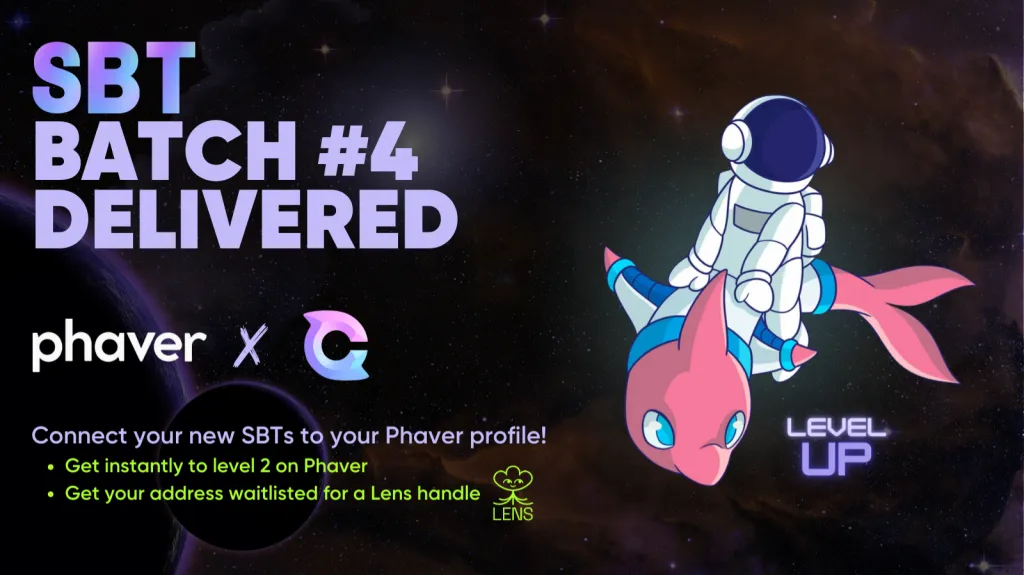 SBT
BATCH #4
DELIVERED
phaver X
Connect your new SBTs to your Phaver profile!
• Get instantly to level 2 on Phaver
• Get your address waitlisted for a Lens handle
LENS
LEVEL
UP